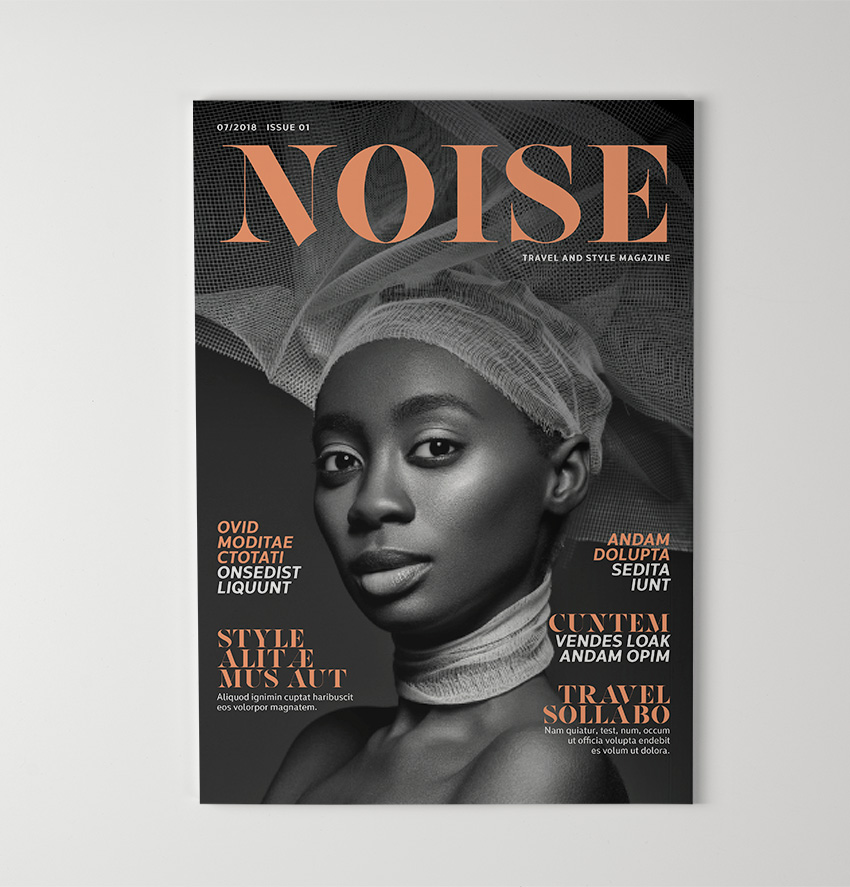 07/2018 ISSUE 01
NOISE
TRAVEL AND STYLE MAGAZINE
OVID
MODITAE
CTOTATI
ONSEDIST
LIQUUNT
STYLE
ALITÆ
MUS AUT
Aliquod ignimin cuptat haribuscit
eos volorpor magnatem.
ANDAM
DOLUPTA
SEDITA
IUNT
CUNTEM
VENDES LOAK
ANDAM OPIM
TRAVEL
SOLLABO
Nam quiatur, test, num, occum
ut officia volupta endebit
es volum ut dolora.